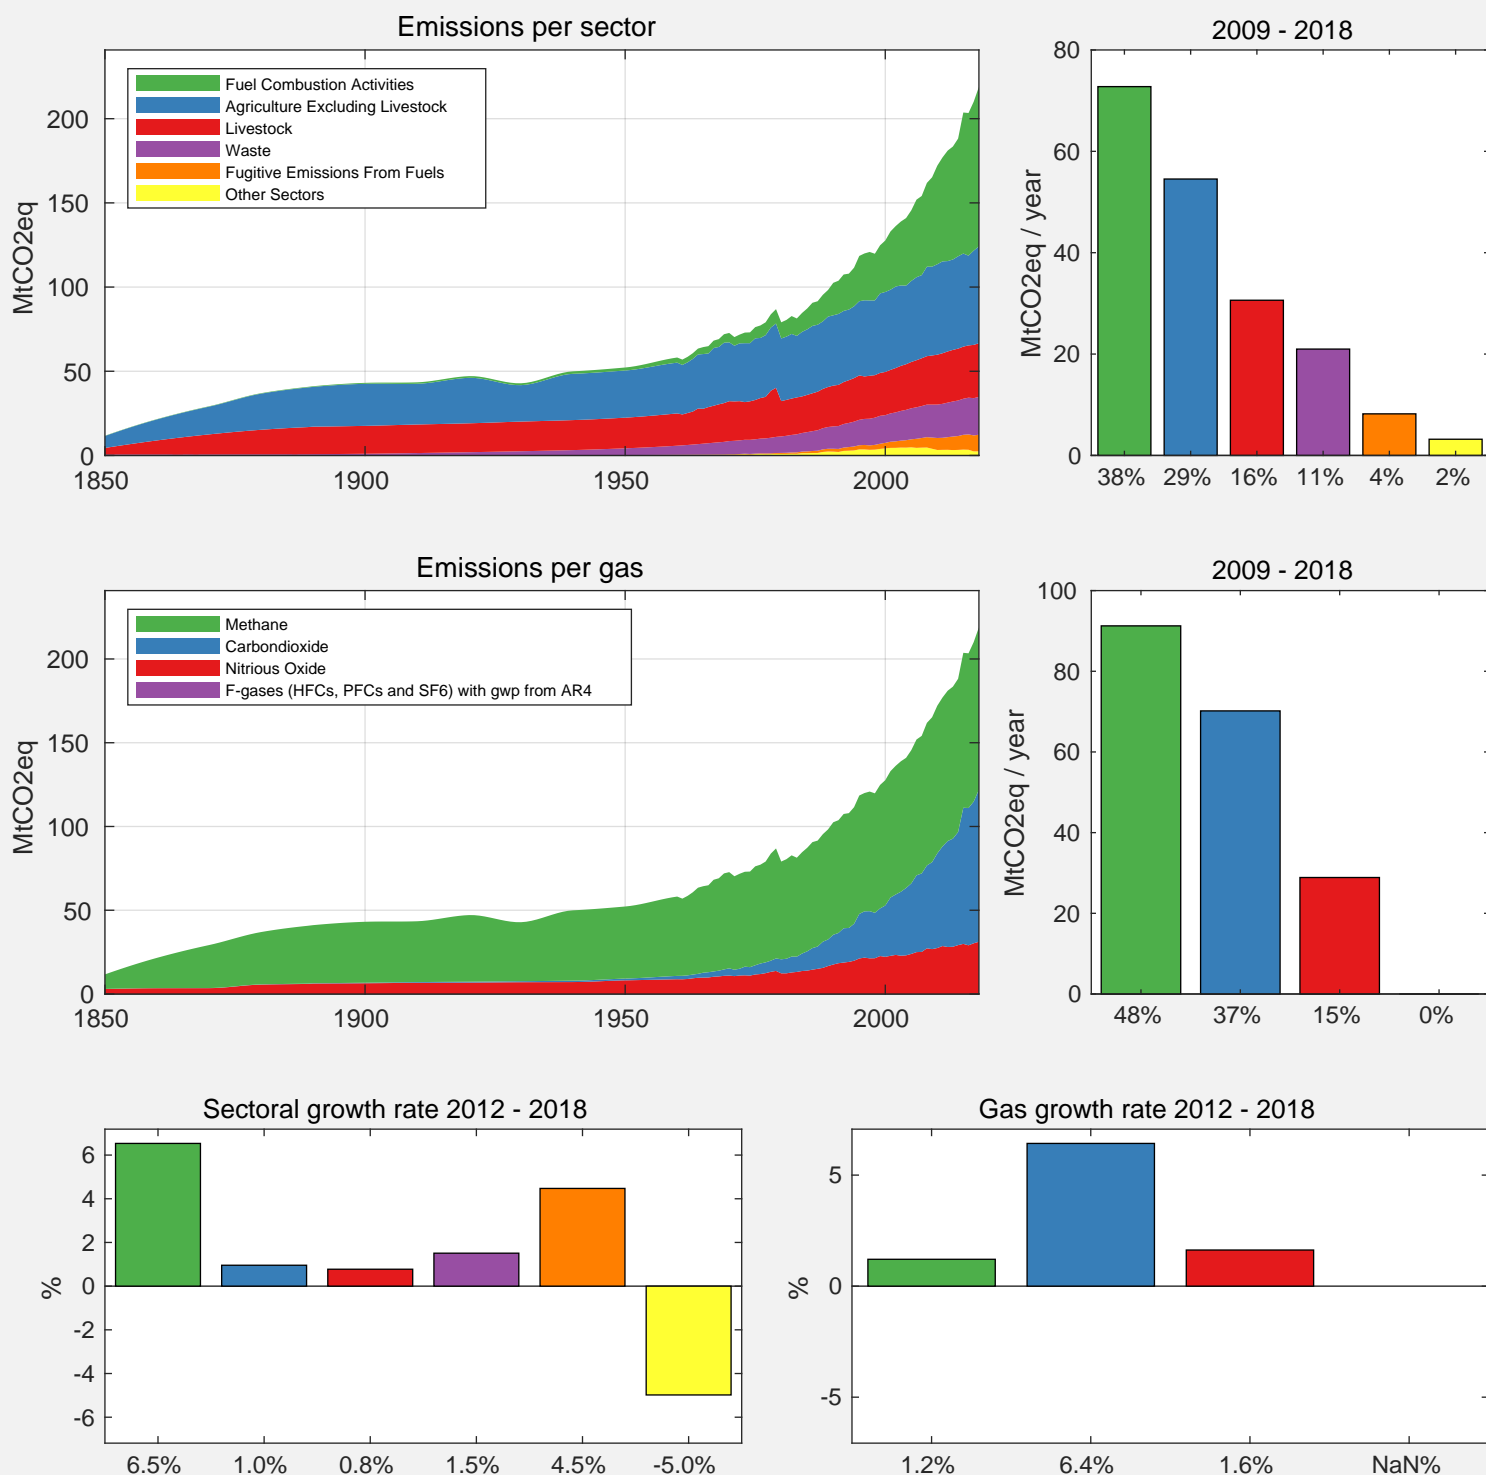 Emissions per sector
MtCO2eq
200
150
100
50
0
1850
1900
1950
2000
Fuel Combustion Activities
Agriculture Excluding Livestock
Livestock
Waste
Fugitive Emissions From Fuels
Other Sectors
2009 - 2018
MtCO2eq / year
80
60
40
20
0
38%
29%
16%
11%
4%
2%
Emissions per gas
MtCO2eq
200
150
100
50
0
1850
1900
1950
2000
Methane
Carbondioxide
Nitrious Oxide
F-gases (HFCs, PFCs and SF6) with gwp from AR4
2009 - 2018
MtCO2eq / year
100
80
60
40
20
0
48%
37%
15%
0%
Sectoral growth rate 2012 - 2018
%
6
4
2
0
-2
-4
-6
6.5%
1.0%
0.8%
1.5%
4.5%
-5.0%
Gas growth rate 2012 - 2018
%
5
0
-5
1.2%
6.4%
1.6%
NaN%